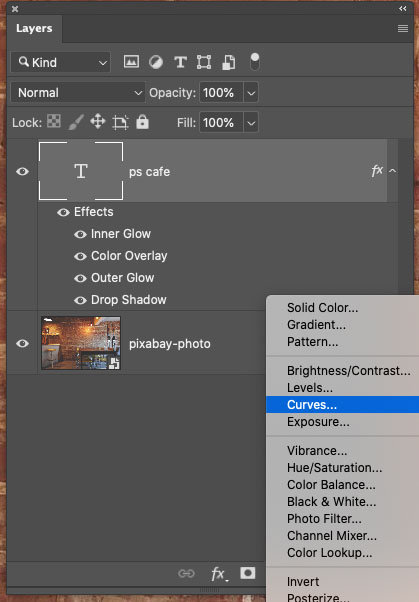 Layers
Kind
T
Normal Opacity: 100%
Lock: Fill: 100%
T ps cafe fx
Effects
Inner Glow
Color Overlay
Outer Glow
Drop Shadow
pixabay-photo
Solid Color...
Gradient...
Pattern...
Brightness/Contrast...
Levels...
Curves...
Exposure...
Vibrance...
Hue/Saturation...
Color Balance...
Black & White...
Photo Filter...
Channel Mixer...
Color Lookup...
Invert
Posterize...
fx